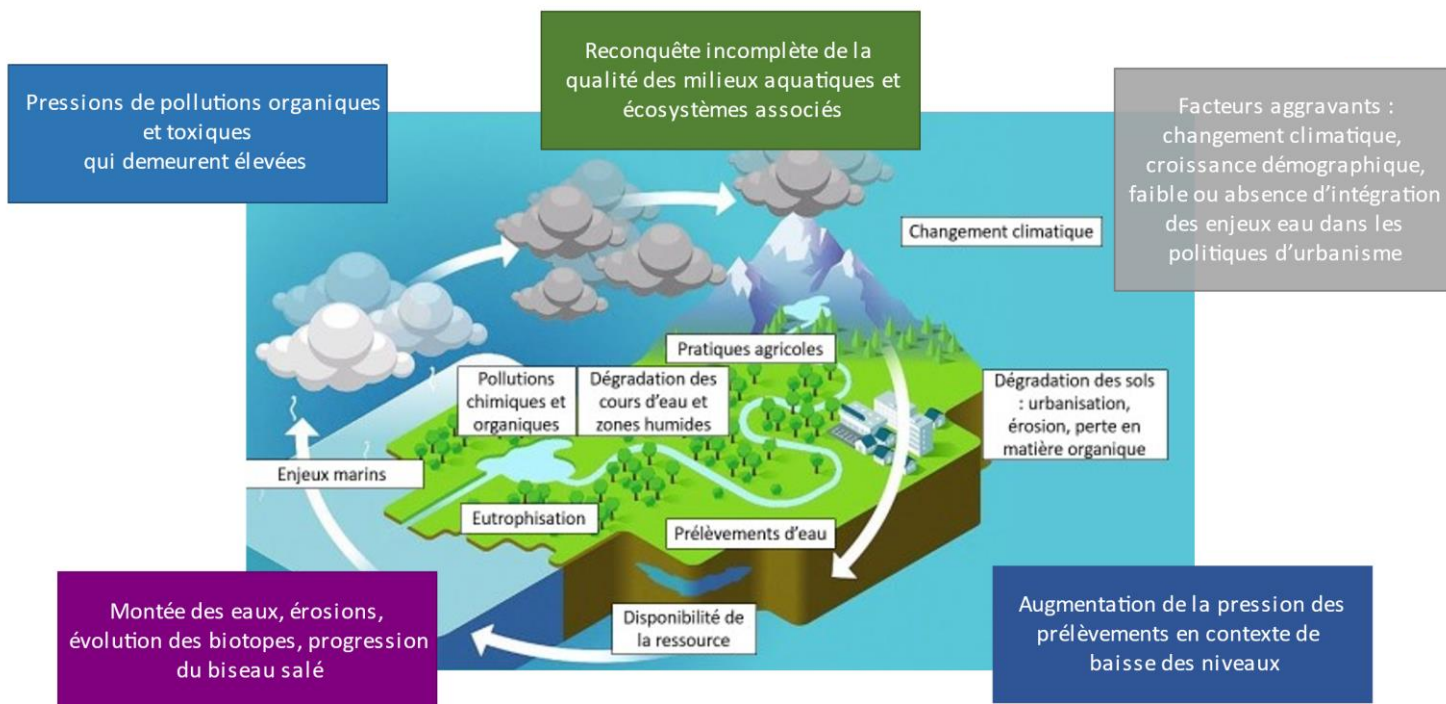 Reconquête incomplète de la
qualité des milieux aquatiques et
écosystèmes associés
Pressions de pollutions organiques
et toxiques
qui demeurent élevées
Facteurs aggravants :
changement climatique,
croissance démographique,
faible ou absence d'intégration
des enjeux eau dans les
politiques d'urbanisme
Changement climatique
Pratiques agricoles
Pollutions
chimiques et
organiques
Dégradation des
cours d'eau et
zones humides
Dégradation des sols
: urbanisation,
érosion, perte en
matière organique
Enjeux marins
Eutrophisation
Prélèvements d'eau
Disponibilité de
la ressource
Montée des eaux, érosions,
évolution des biotopes, progression
du biseau salé
Augmentation de la pression des
prélèvements en contexte de
baisse des niveaux